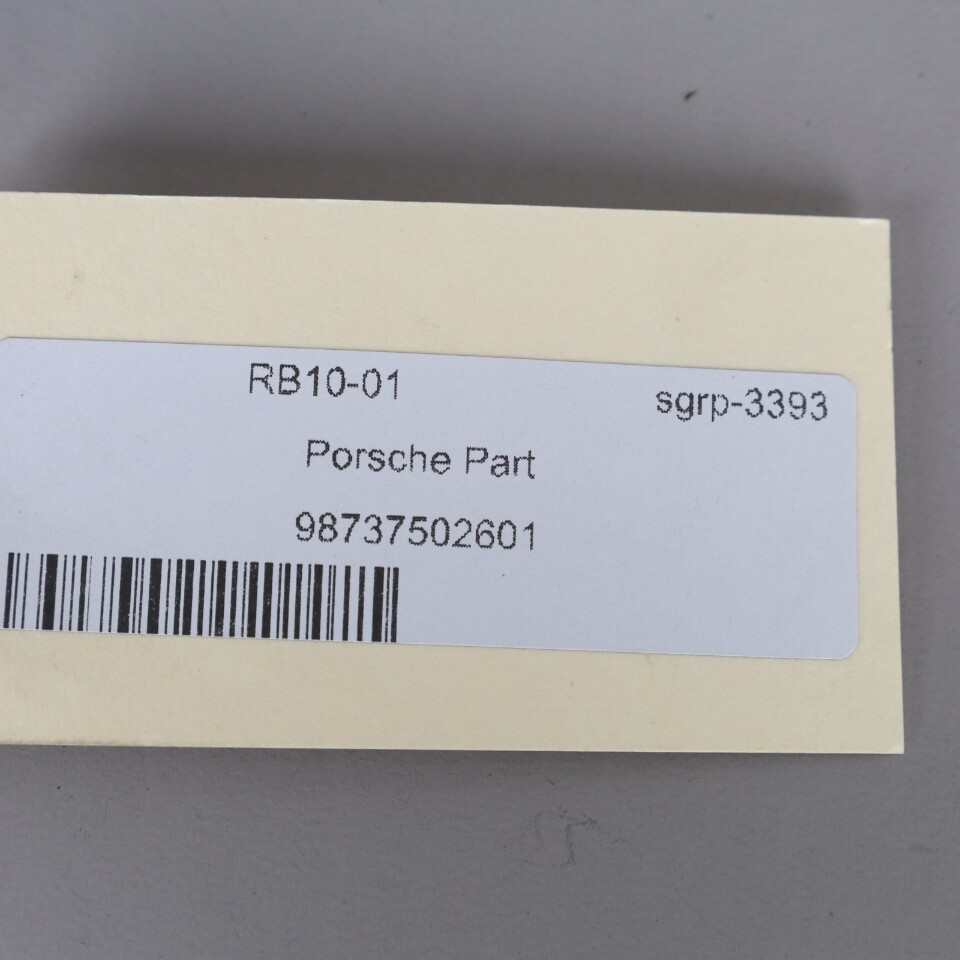 RB10-01
sgrp-3393
Porsche Part
98737502601